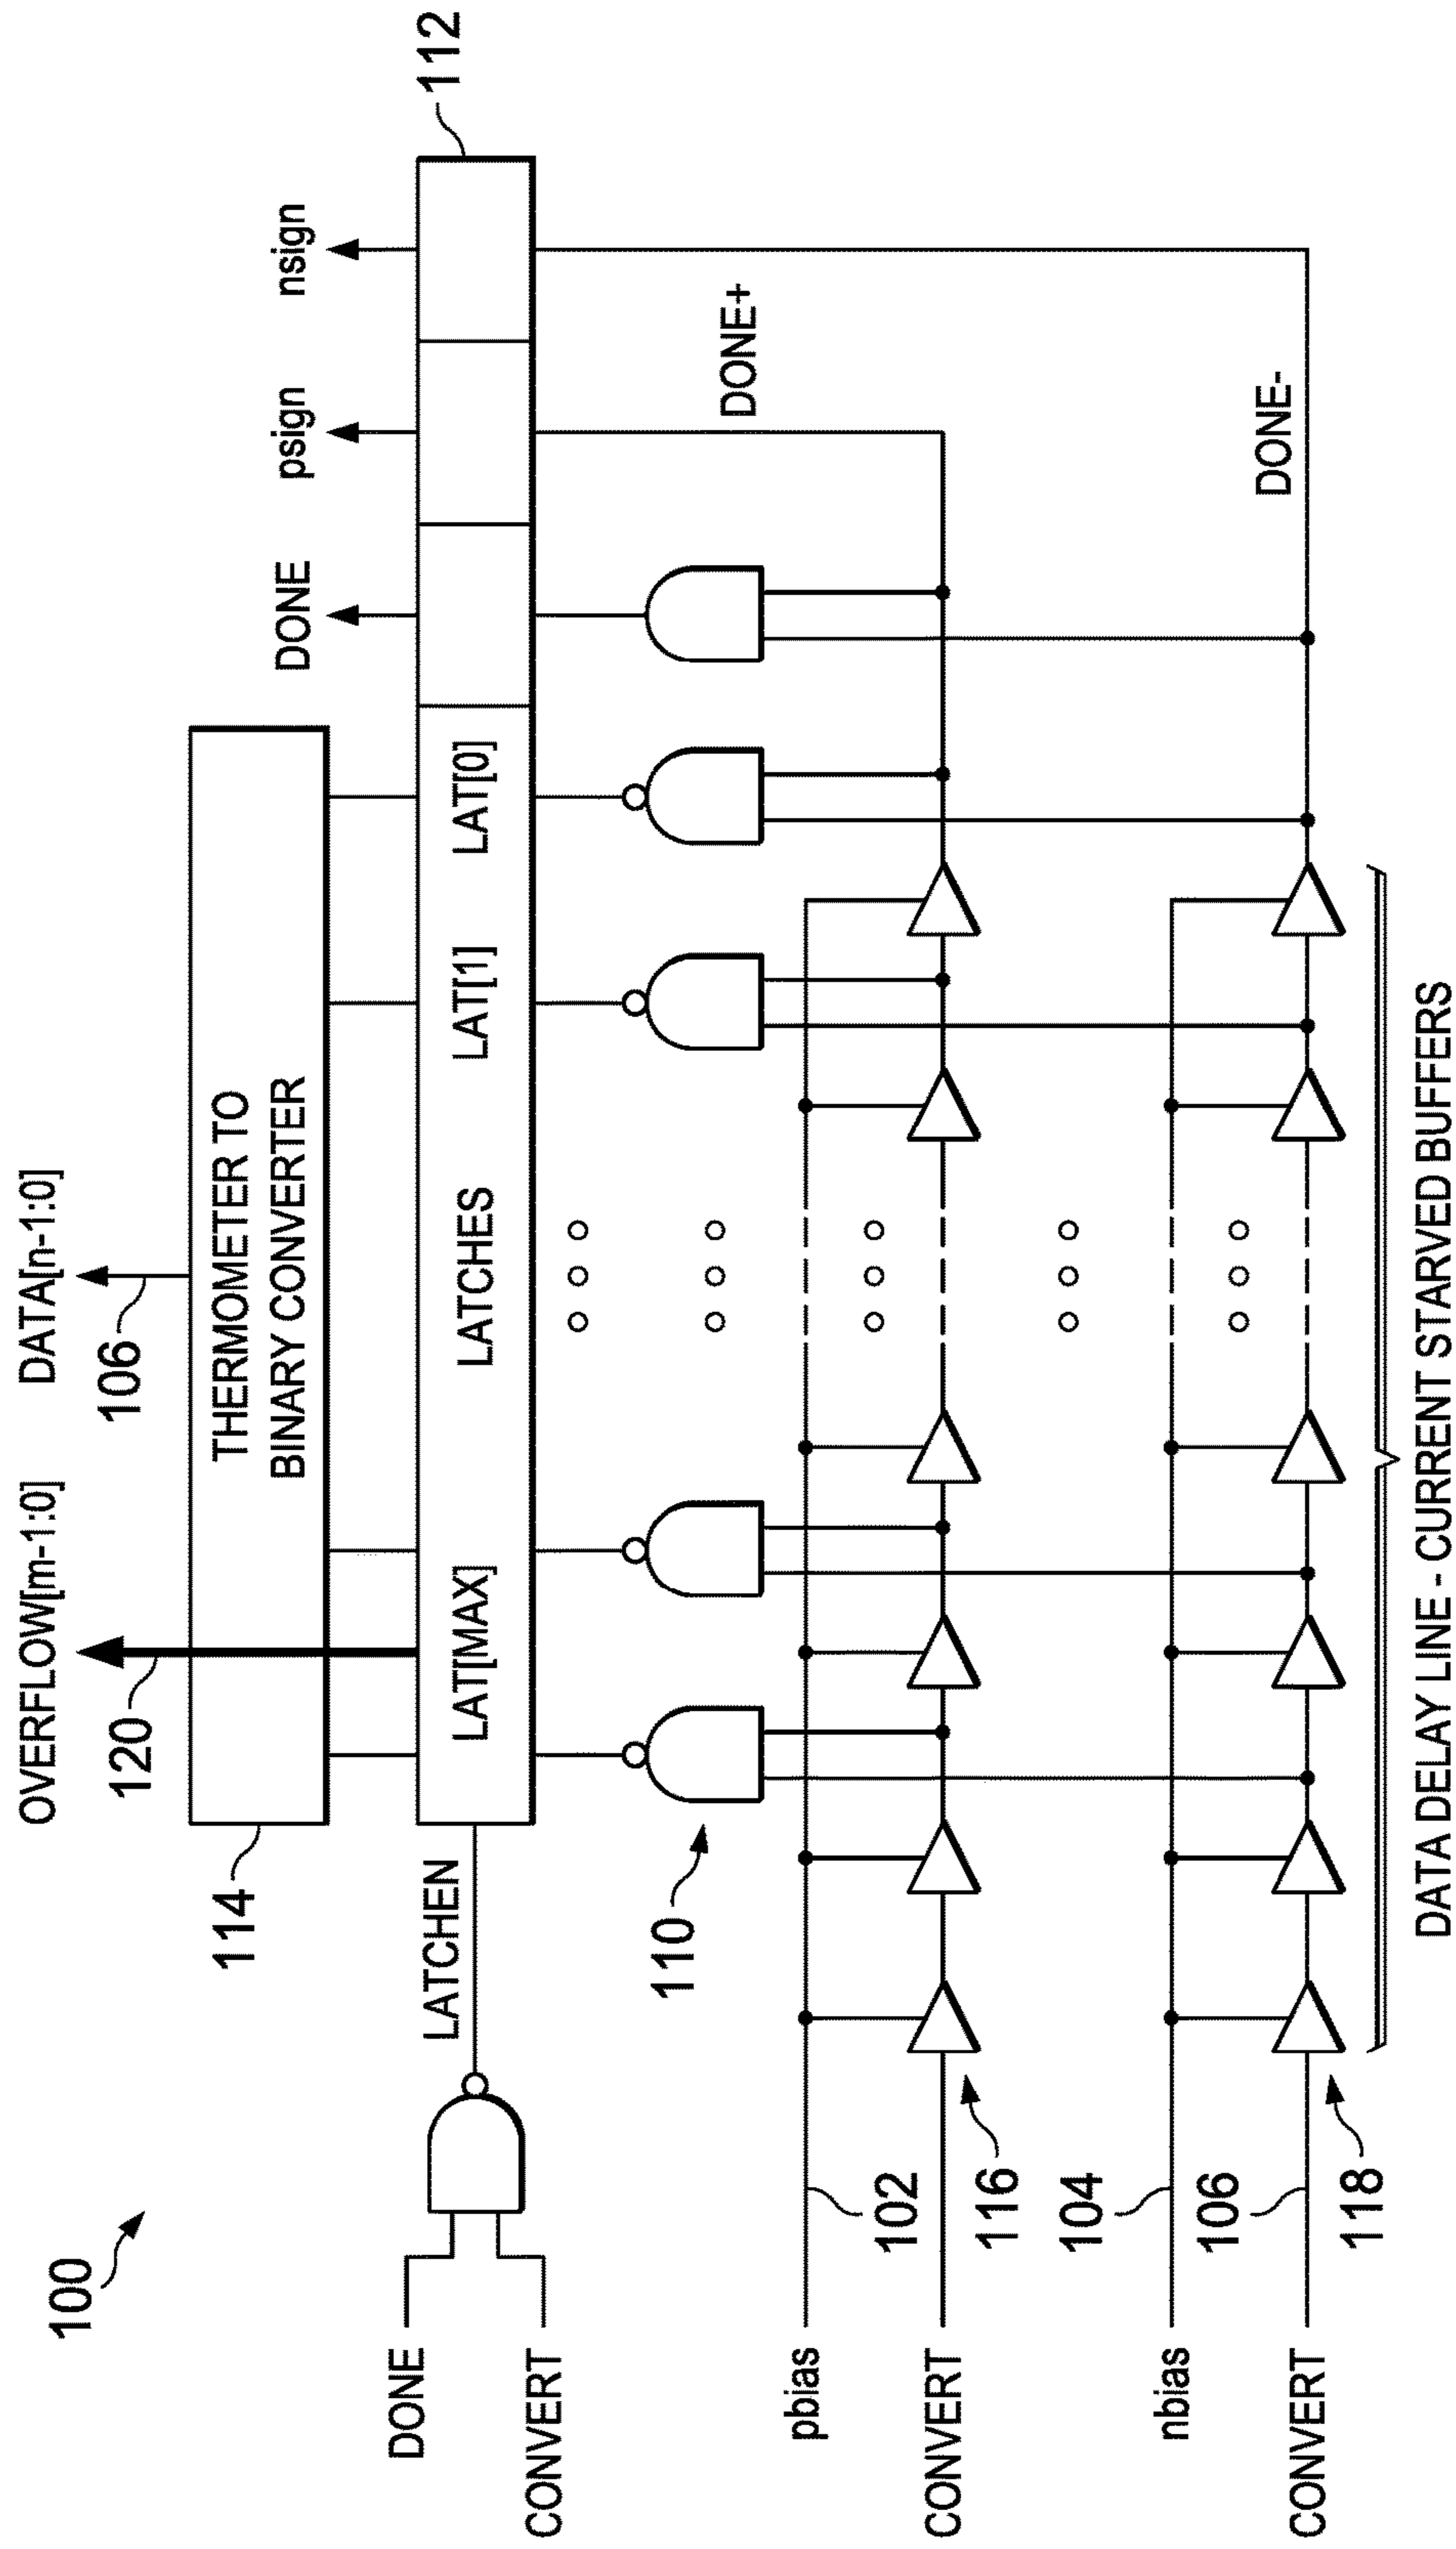 100
OVERFLOW[m-1:0]
DATA[n-1:0]
120
106
114
THERMOMETER TO
BINARY CONVERTER
DONE
psign
nsign
DONE
CONVERT
LATCHEN
LAT[MAX]
LATCHES
LAT[1]
LAT[0]
112
110
DONE+
pbias
102
CONVERT
116
nbias
104
DONE-
106
CONVERT
118
DATA DELAY LINE - CURRENT STARVED BUFFERS